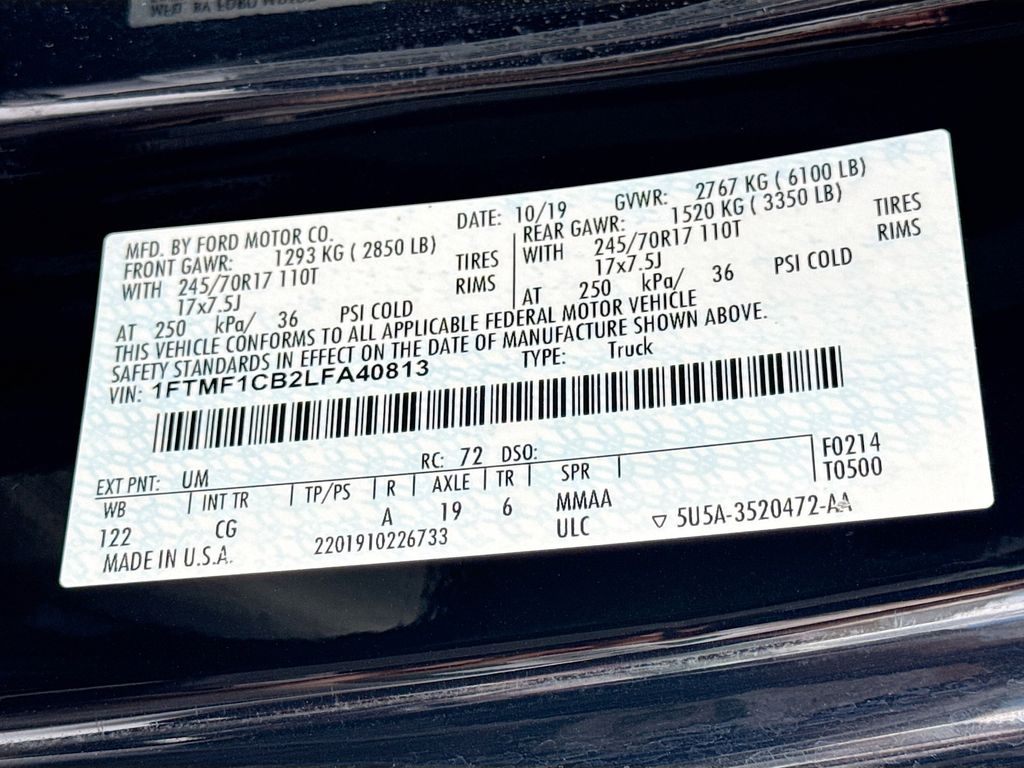 MFD. BY FORD MOTOR CO. DATE: 10/19 GVWR: 2767 KG ( 6100 LB)
FRONT GAWR: 1293 KG ( 2850 LB) REAR GAWR: 1520 KG ( 3350 LB)
WITH 245/70R17 110T TIRES WITH 245/70R17 110T TIRES
17x7.5J RIMS 17x7.5J RIMS
AT 250 kPa/ 36 PSI COLD AT 250 kPa/ 36 PSI COLD
THIS VEHICLE CONFORMS TO ALL APPLICABLE FEDERAL MOTOR VEHICLE
SAFETY STANDARDS IN EFFECT ON THE DATE OF MANUFACTURE SHOWN ABOVE.
VIN: 1FTMF1CB2LFA40813 TYPE: Truck
EXT PNT: UM RC: 72 DSO: F0214
WB INT TR TP/PS R AXLE TR SPR T0500
122 CG A 19 6 MMAA
MADE IN U.S.A. 2201910226733 ULC ▽ 5U5A-3520472-AA